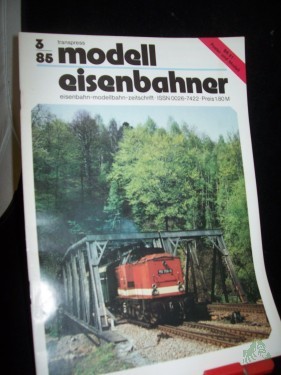 3
85
transpress
modell
eisenbahner
eisenbahn-modellbahn-zeitschrift · ISSN 0026-7422 · Preis 1,80 M